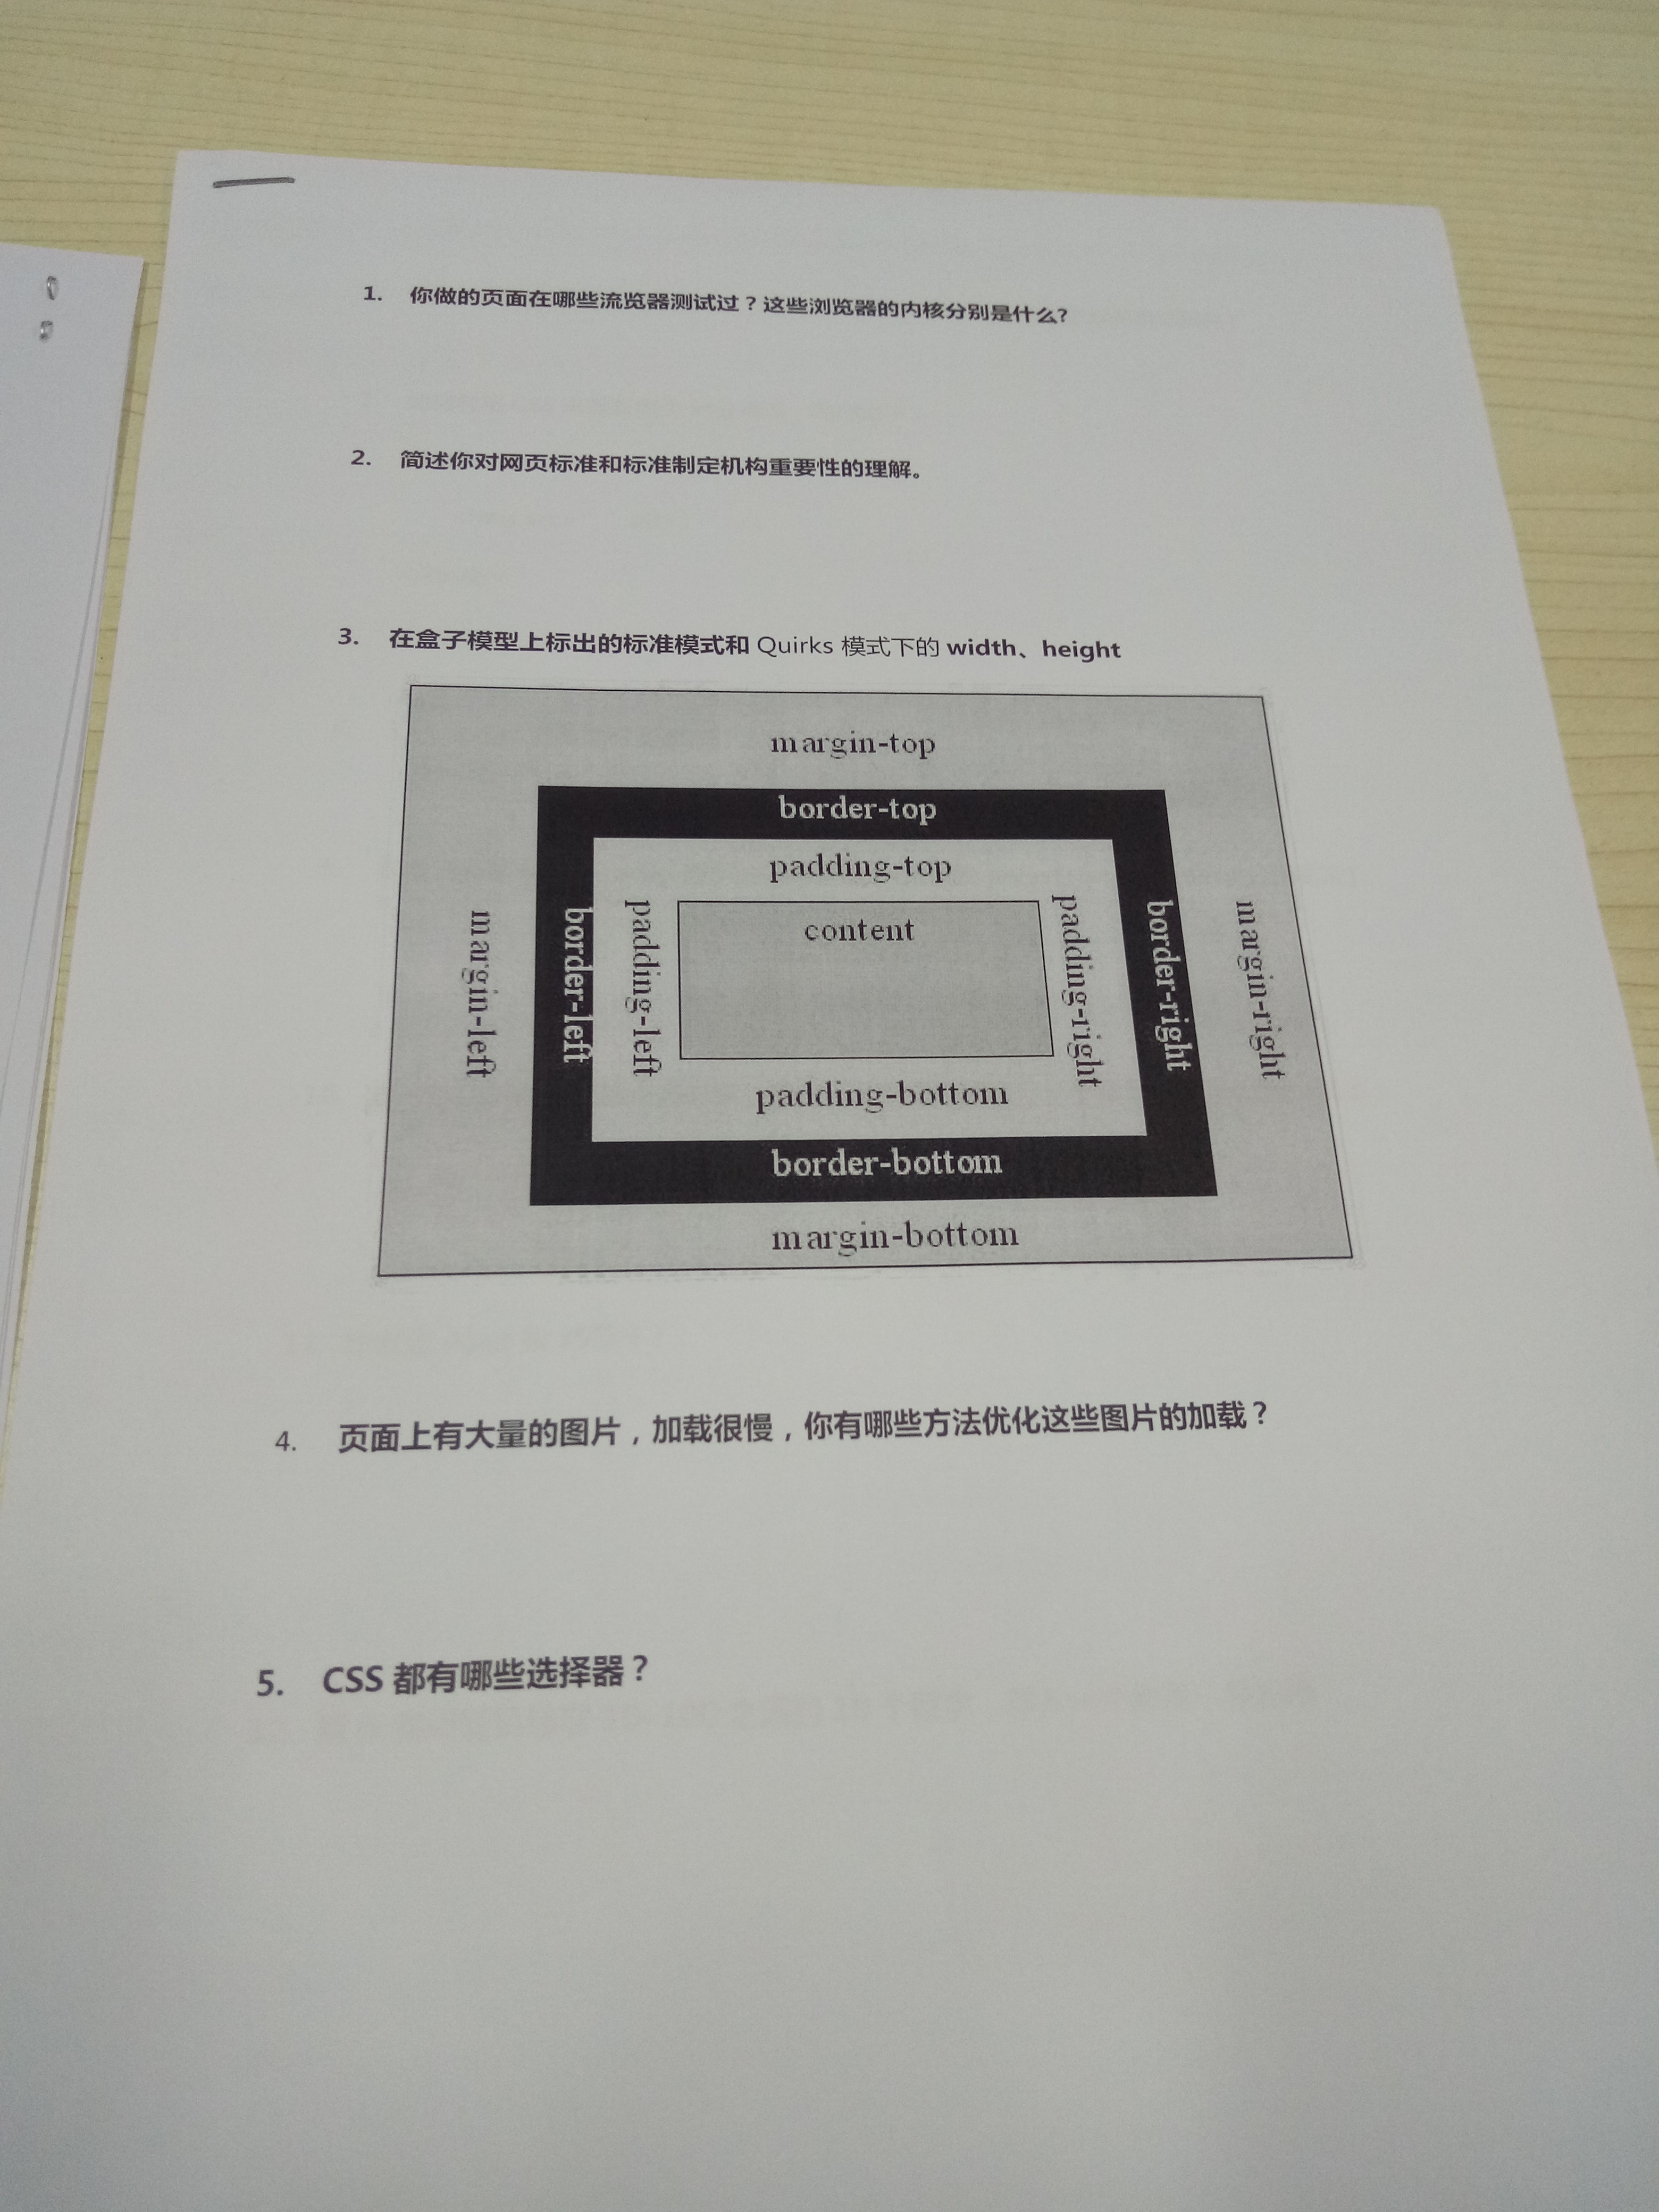 1. 你做的页面在哪些流览器测试过？这些浏览器的内核分别是什么?
2. 简述你对网页标准和标准制定机构重要性的理解。
3. 在盒子模型上标出的标准模式和 Quirks 模式下的 width、height
margin-top
border-top
padding-top
margin-left
border-left
padding-left
content
padding-right
border-right
margin-right
padding-bottom
border-bottom
margin-bottom
4. 页面上有大量的图片，加载很慢，你有哪些方法优化这些图片的加载？
5. CSS 都有哪些选择器？